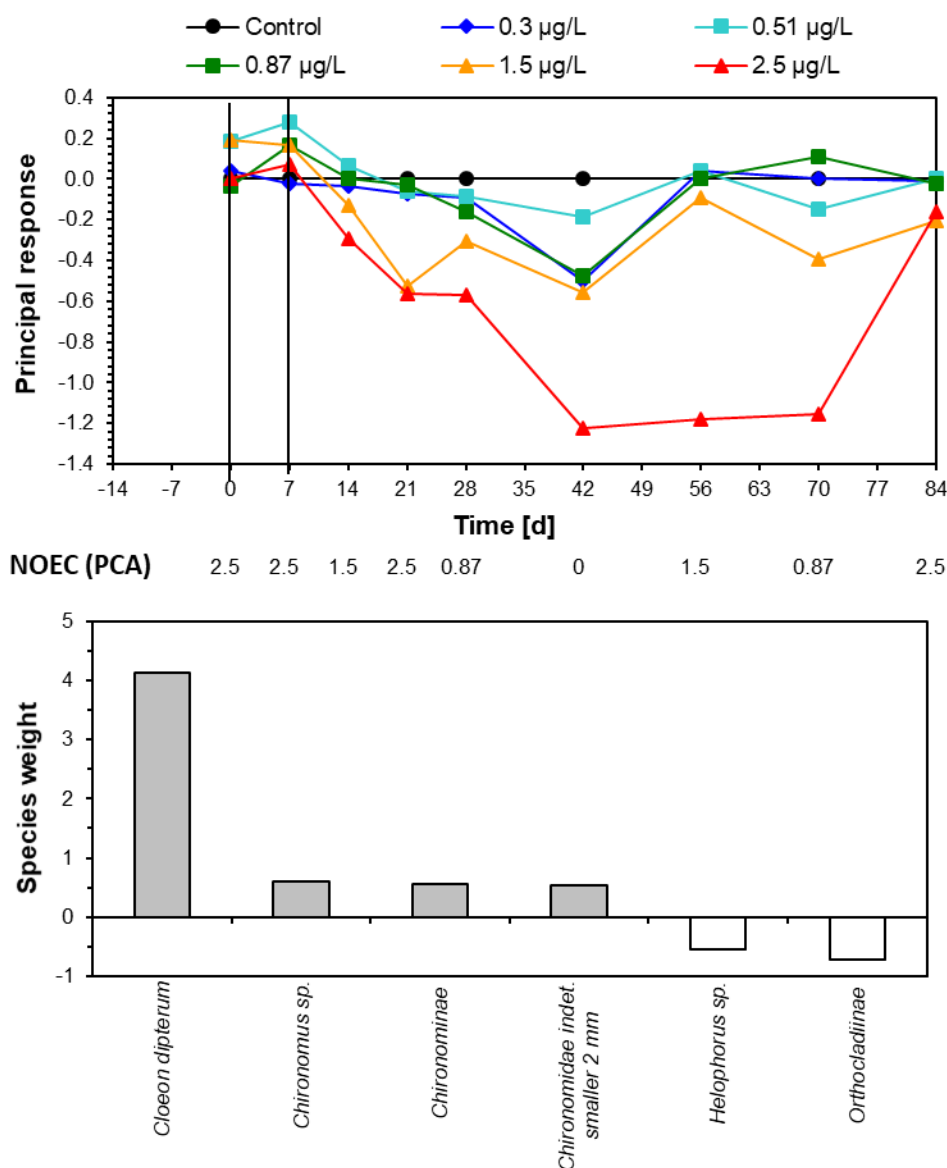 Control 0.3 µg/L 0.51 µg/L
0.87 µg/L 1.5 µg/L 2.5 µg/L
0.4
0.2
0.0
-0.2
-0.4
-0.6
-0.8
-1.0
-1.2
-1.4
Principal response
-14 -7 0 7 14 21 28 35 42 49 56 63 70 77 84
Time [d]
NOEC (PCA) 2.5 2.5 1.5 2.5 0.87 0 1.5 0.87 2.5
5
4
3
2
1
0
-1
Species weight
Cloeon dipterum
Chironomus sp.
Chironominae
Chironomidae indet.
smaller 2 mm
Helophorus sp.
Orthocladiinae